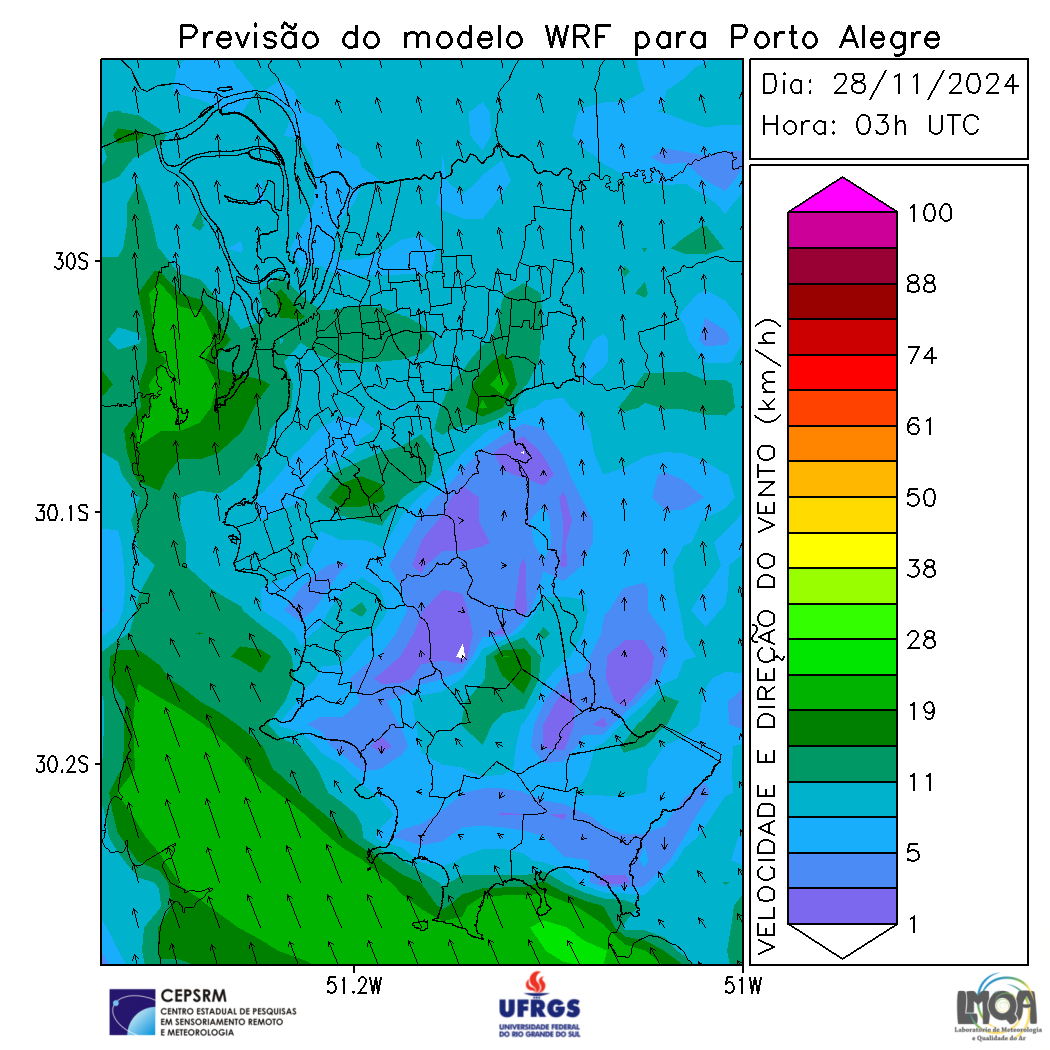 Previsão do modelo WRF para Porto Alegre
Dia: 28/11/2024
Hora: 03h UTC
30S
30.1S
30.2S
51.2W
51W
VELOCIDADE E DIREÇÃO DO VENTO (km/h)
100
88
74
61
50
38
28
19
11
5
1
CEPSRM
CENTRO ESTADUAL DE PESQUISAS
EM SENSORIAMENTO REMOTO
E METEOROLOGIA
UFRGS
UNIVERSIDADE FEDERAL
DO RIO GRANDE DO SUL
LMQA
Laboratório de Meteorologia
e Qualidade do Ar